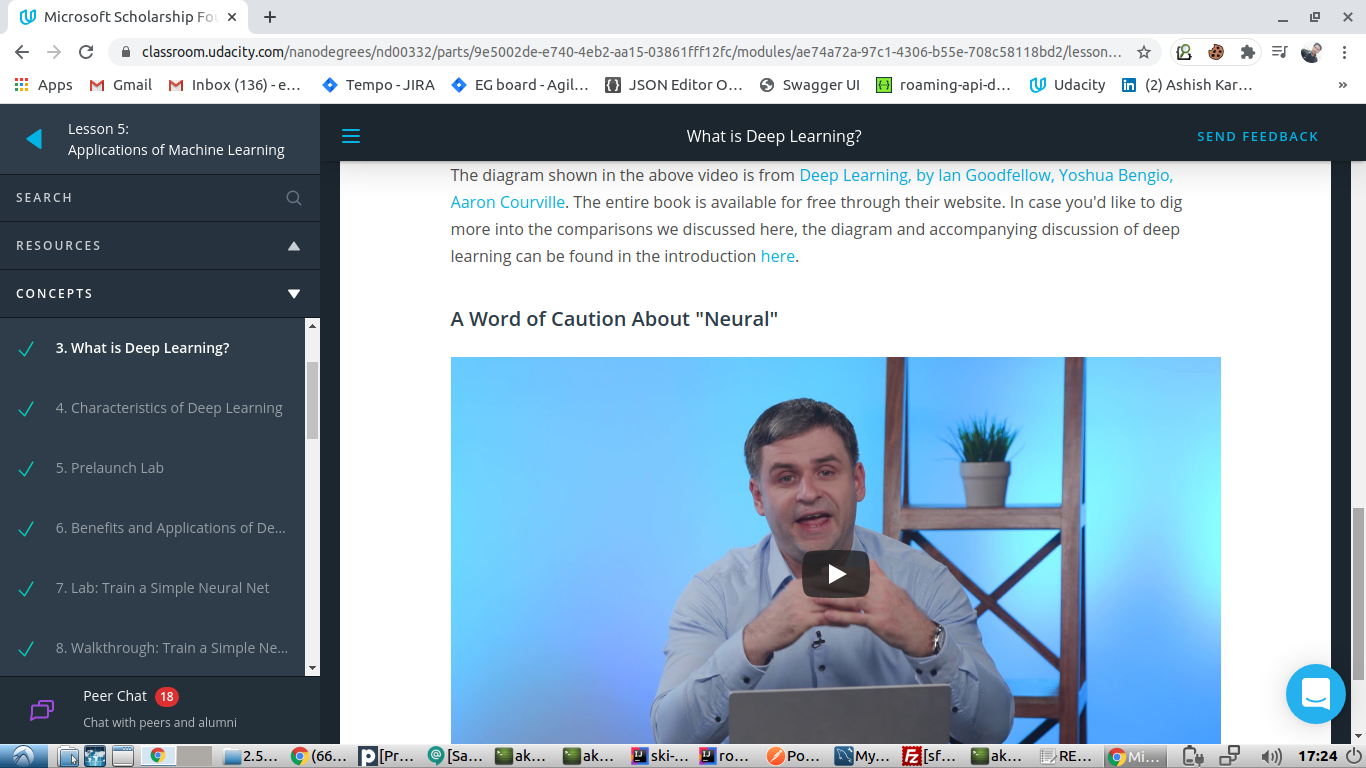 Microsoft Scholarship Fou
classroom.udacity.com/nanodegrees/nd00332/parts/9e5002de-e740-4eb2-aa15-03861fff12fc/modules/ae74a72a-97c1-4306-b55e-708c58118bd2/lesson...
Apps Gmail Inbox (136) - e... Tempo - JIRA EG board - Agil... JSON Editor O... Swagger UI roaming-api-d... Udacity (2) Ashish Kar... »
Lesson 5:
Applications of Machine Learning
SEARCH
RESOURCES
CONCEPTS
3. What is Deep Learning?
4. Characteristics of Deep Learning
5. Prelaunch Lab
6. Benefits and Applications of De...
7. Lab: Train a Simple Neural Net
8. Walkthrough: Train a Simple Ne...
Peer Chat 18
Chat with peers and alumni
What is Deep Learning?
SEND FEEDBACK
The diagram shown in the above video is from Deep Learning, by Ian Goodfellow, Yoshua Bengio,
Aaron Courville. The entire book is available for free through their website. In case you'd like to dig
more into the comparisons we discussed here, the diagram and accompanying discussion of deep
learning can be found in the introduction here.
A Word of Caution About "Neural"
2.5... (66... [Pr... [Sa... ak... ak... ski-... ro... Po... My... [sf... ak... RE... Mi... 17:24